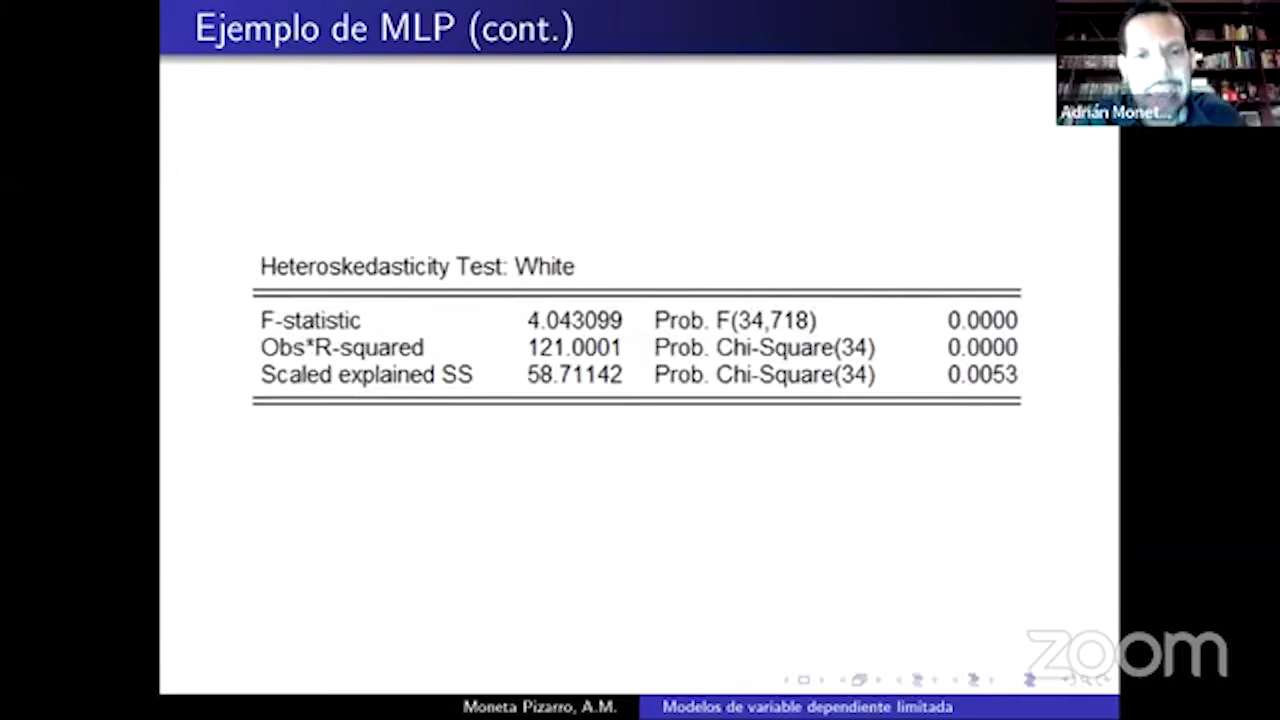 Ejemplo de MLP (cont.)
Adrián Monet...
Heteroskedasticity Test: White
F-statistic 4.043099 Prob. F(34,718) 0.0000
Obs*R-squared 121.0001 Prob. Chi-Square(34) 0.0000
Scaled explained SS 58.71142 Prob. Chi-Square(34) 0.0053
zoom
Moneta Pizarro, A.M. Modelos de variable dependiente limitada